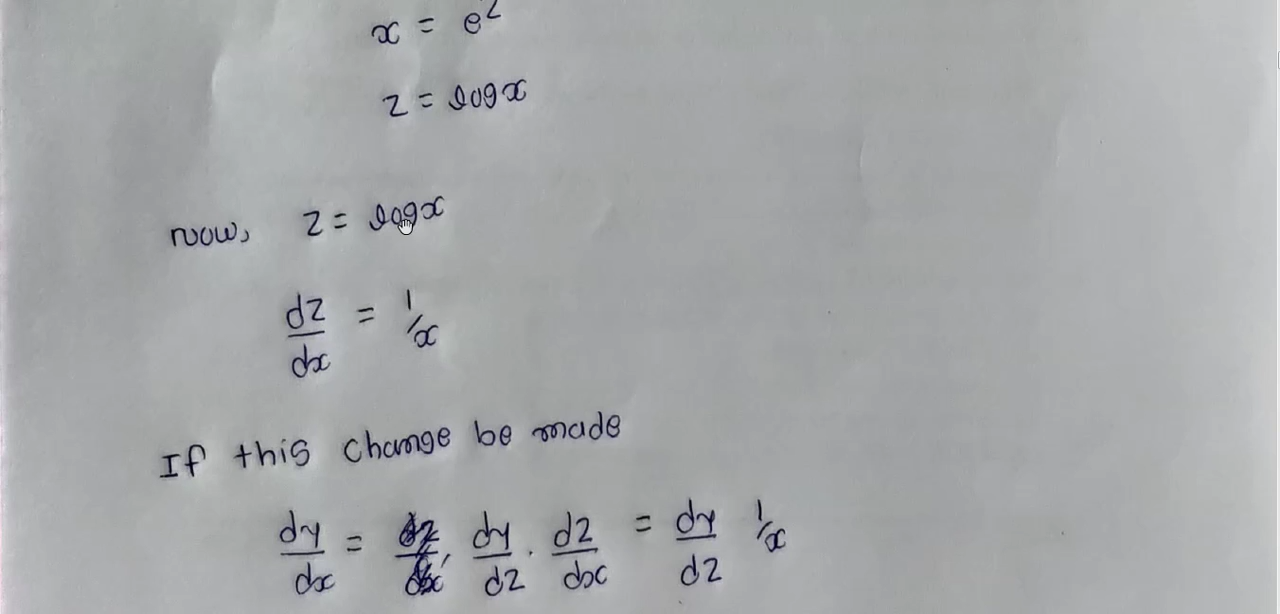 x = e^z
z = log x
Now, z = log x
dz/dx = 1/x
If this change be made
dy/dx = dy/dz . dz/dx = dy/dz 1/x